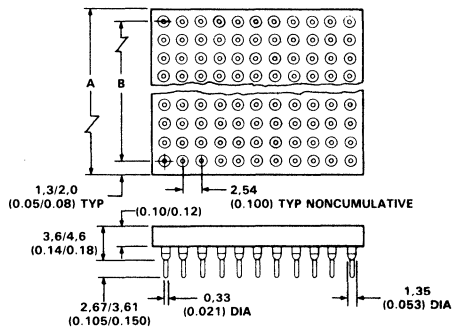 A
B
1,3/2,0
(0.05/0.08) TYP
2,54
(0.100) TYP NONCUMULATIVE
(0.10/0.12)
3,6/4,6
(0.14/0.18)
2,67/3,61
(0.105/0.150)
0,33
(0.021) DIA
1,35
(0.053) DIA